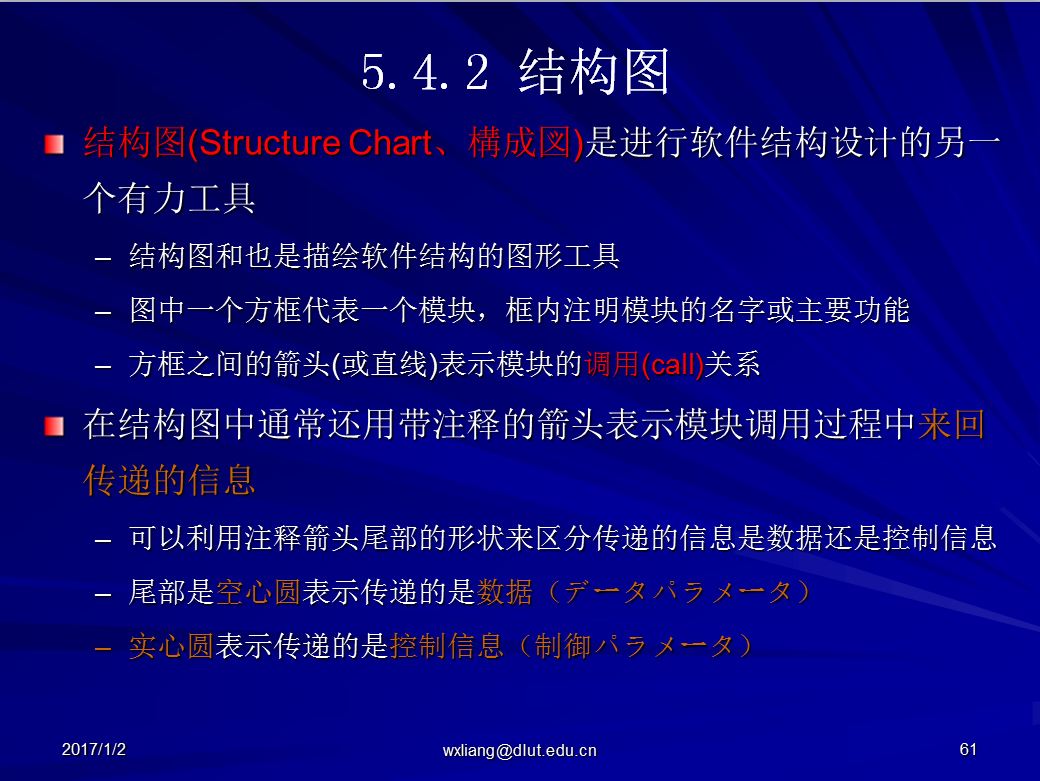 5.4.2 结构图
结构图(Structure Chart、構成図)是进行软件结构设计的另一
个有力工具
– 结构图和也是描绘软件结构的图形工具
– 图中一个方框代表一个模块，框内注明模块的名字或主要功能
– 方框之间的箭头(或直线)表示模块的调用(call)关系
在结构图中通常还用带注释的箭头表示模块调用过程中来回
传递的信息
– 可以利用注释箭头尾部的形状来区分传递的信息是数据还是控制信息
– 尾部是空心圆表示传递的是数据（データパラメータ）
– 实心圆表示传递的是控制信息（制御パラメータ）
2017/1/2
wxliang@dlut.edu.cn
61